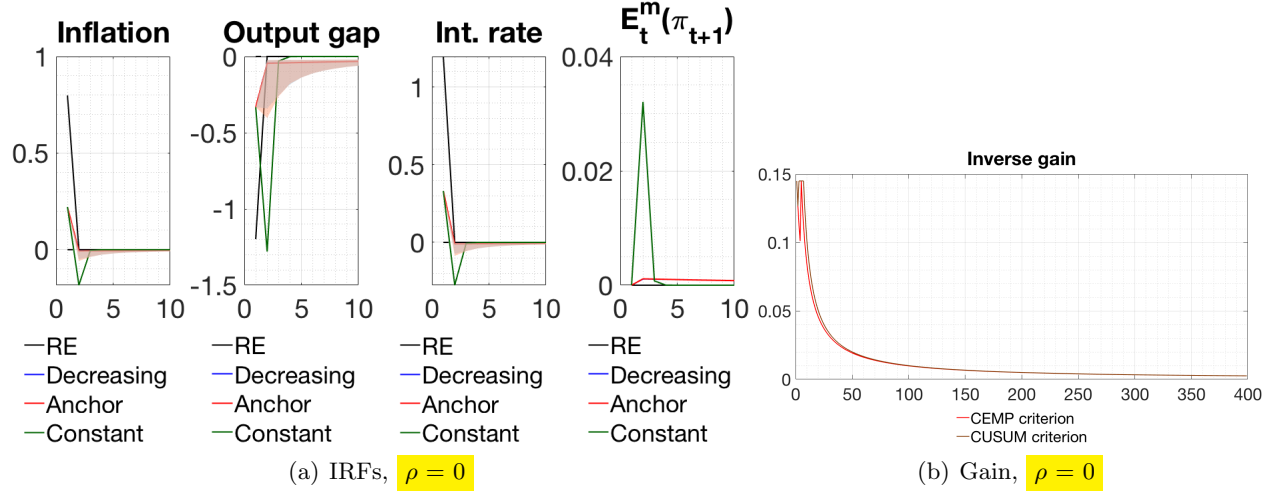 Inflation
1
0.5
0
0 5 10
RE
Decreasing
Anchor
Constant
Output gap
0
-0.5
-1
-1.5
0 5 10
RE
Decreasing
Anchor
Constant
Int. rate
1
0.5
0
0 5 10
RE
Decreasing
Anchor
Constant
E_t^m(π_{t+1})
0.04
0.02
0
0 5 10
RE
Decreasing
Anchor
Constant
(a) IRFs, ρ = 0
Inverse gain
0.15
0.1
0.05
0
0 50 100 150 200 250 300 350 400
CEMP criterion
CUSUM criterion
(b) Gain, ρ = 0